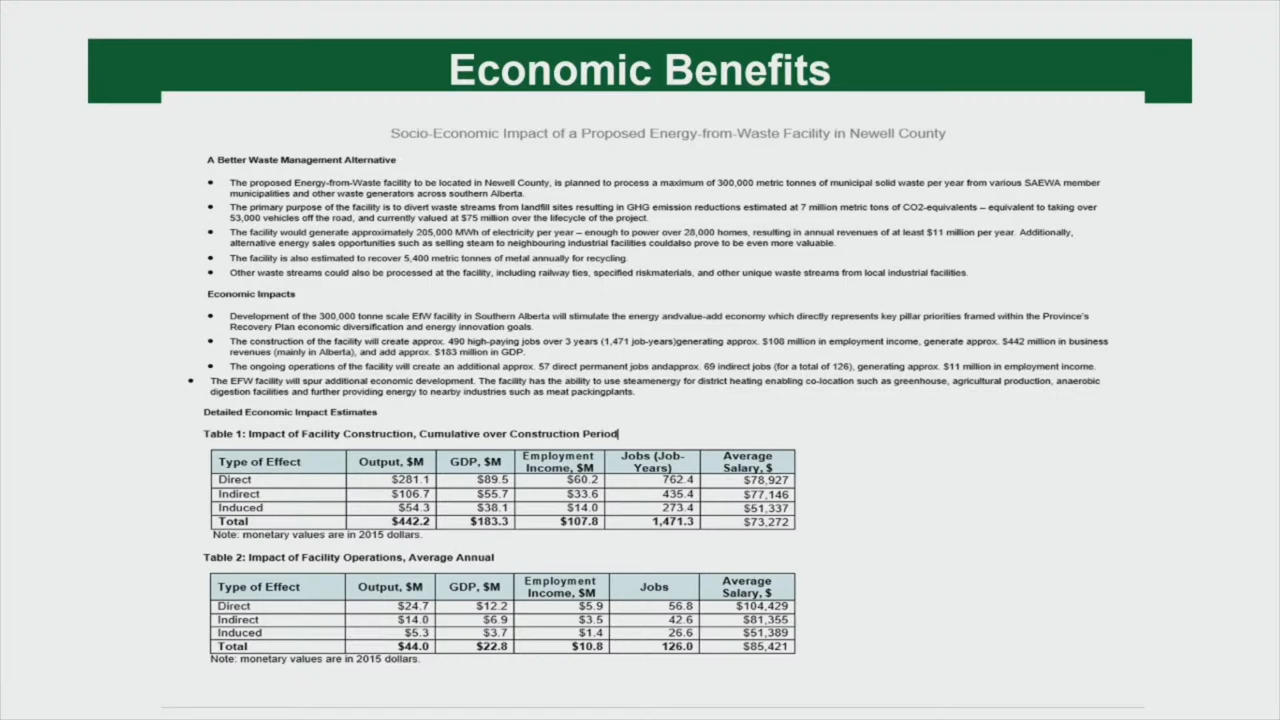 Economic Benefits
Socio-Economic Impact of a Proposed Energy-from-Waste Facility in Newell County
A Better Waste Management Alternative
• The proposed Energy-from-Waste facility to be located in Newell County, is planned to process a maximum of 300,000 metric tonnes of municipal solid waste per year from various SAEWA member
municipalities and other waste generators across southern Alberta.
• The primary purpose of the facility is to divert waste streams from landfill sites resulting in GHG emission reductions estimated at 7 million metric tons of CO2-equivalents – equivalent to taking over
53,000 vehicles off the road, and currently valued at $75 million over the lifecycle of the project.
• The facility would generate approximately 205,000 MWh of electricity per year – enough to power over 28,000 homes, resulting in annual revenues of at least $11 million per year. Additionally,
alternative energy sales opportunities such as selling steam to neighbouring industrial facilities couldalso prove to be even more valuable.
• The facility is also estimated to recover 5,400 metric tonnes of metal annually for recycling.
• Other waste streams could also be processed at the facility, including railway ties, specified riskmaterials, and other unique waste streams from local industrial facilities.
Economic Impacts
• Development of the 300,000 tonne scale EfW facility in Southern Alberta will stimulate the energy andvalue-add economy which directly represents key pillar priorities framed within the Province's
Recovery Plan economic diversification and energy innovation goals.
• The construction of the facility will create approx. 490 high-paying jobs over 3 years (1,471 job-years)generating approx. $108 million in employment income, generate approx. $442 million in business
revenues (mainly in Alberta), and add approx. $183 million in GDP.
• The ongoing operations of the facility will create an additional approx. 57 direct permanent jobs andapprox. 69 indirect jobs (for a total of 126), generating approx. $11 million in employment income.
• The EFW facility will spur additional economic development. The facility has the ability to use steamenergy for district heating enabling co-location such as greenhouse, agricultural production, anaerobic
digestion facilities and further providing energy to nearby industries such as meat packingplants.
Detailed Economic Impact Estimates
Table 1: Impact of Facility Construction, Cumulative over Construction Period
Type of Effect Output, $M GDP, $M Employment Income, $M Jobs (Job-Years) Average Salary, $
Direct $281.1 $89.5 $60.2 762.4 $78,927
Indirect $106.7 $55.7 $33.6 435.4 $77,146
Induced $54.3 $38.1 $14.0 273.4 $51,337
Total $442.2 $183.3 $107.8 1,471.3 $73,272
Note: monetary values are in 2015 dollars.
Table 2: Impact of Facility Operations, Average Annual
Type of Effect Output, $M GDP, $M Employment Income, $M Jobs Average Salary, $
Direct $24.7 $12.2 $5.9 56.8 $104,429
Indirect $14.0 $6.9 $3.5 42.6 $81,355
Induced $5.3 $3.7 $1.4 26.6 $51,389
Total $44.0 $22.8 $10.8 126.0 $85,421
Note: monetary values are in 2015 dollars.